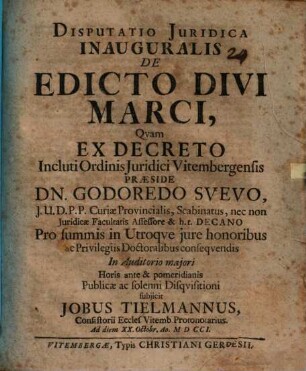 DISPUTATIO JURIDICA
INAUGURALIS
24
DE
EDICTO DIVI
MARCI,
Qvam
EX DECRETO
Incluti Ordinis Juridici Vitembergensis
PRÆSIDE
DN. GODOREDO SVEVO,
J.U.D.P.P. Curiæ Provincialis, Scabinatus, nec non
Juridicæ Facultatis Assessore & h.t. DECANO
Pro summis in Utroqve jure honoribus
ac Privilegiis Doctoralibus conseqvendis
In Auditorio majori
Horis ante & pomeridianis
Publicæ ac solenni Disqvisitioni
subjicit
JOBUS TIELMANNUS,
Consistorii Eccles. Vitemb. Protonotarius.
Ad diem XX. Octobr. Ao. M D CCI.
VITEMBERGÆ, Typis CHRISTIANI GERDESII.